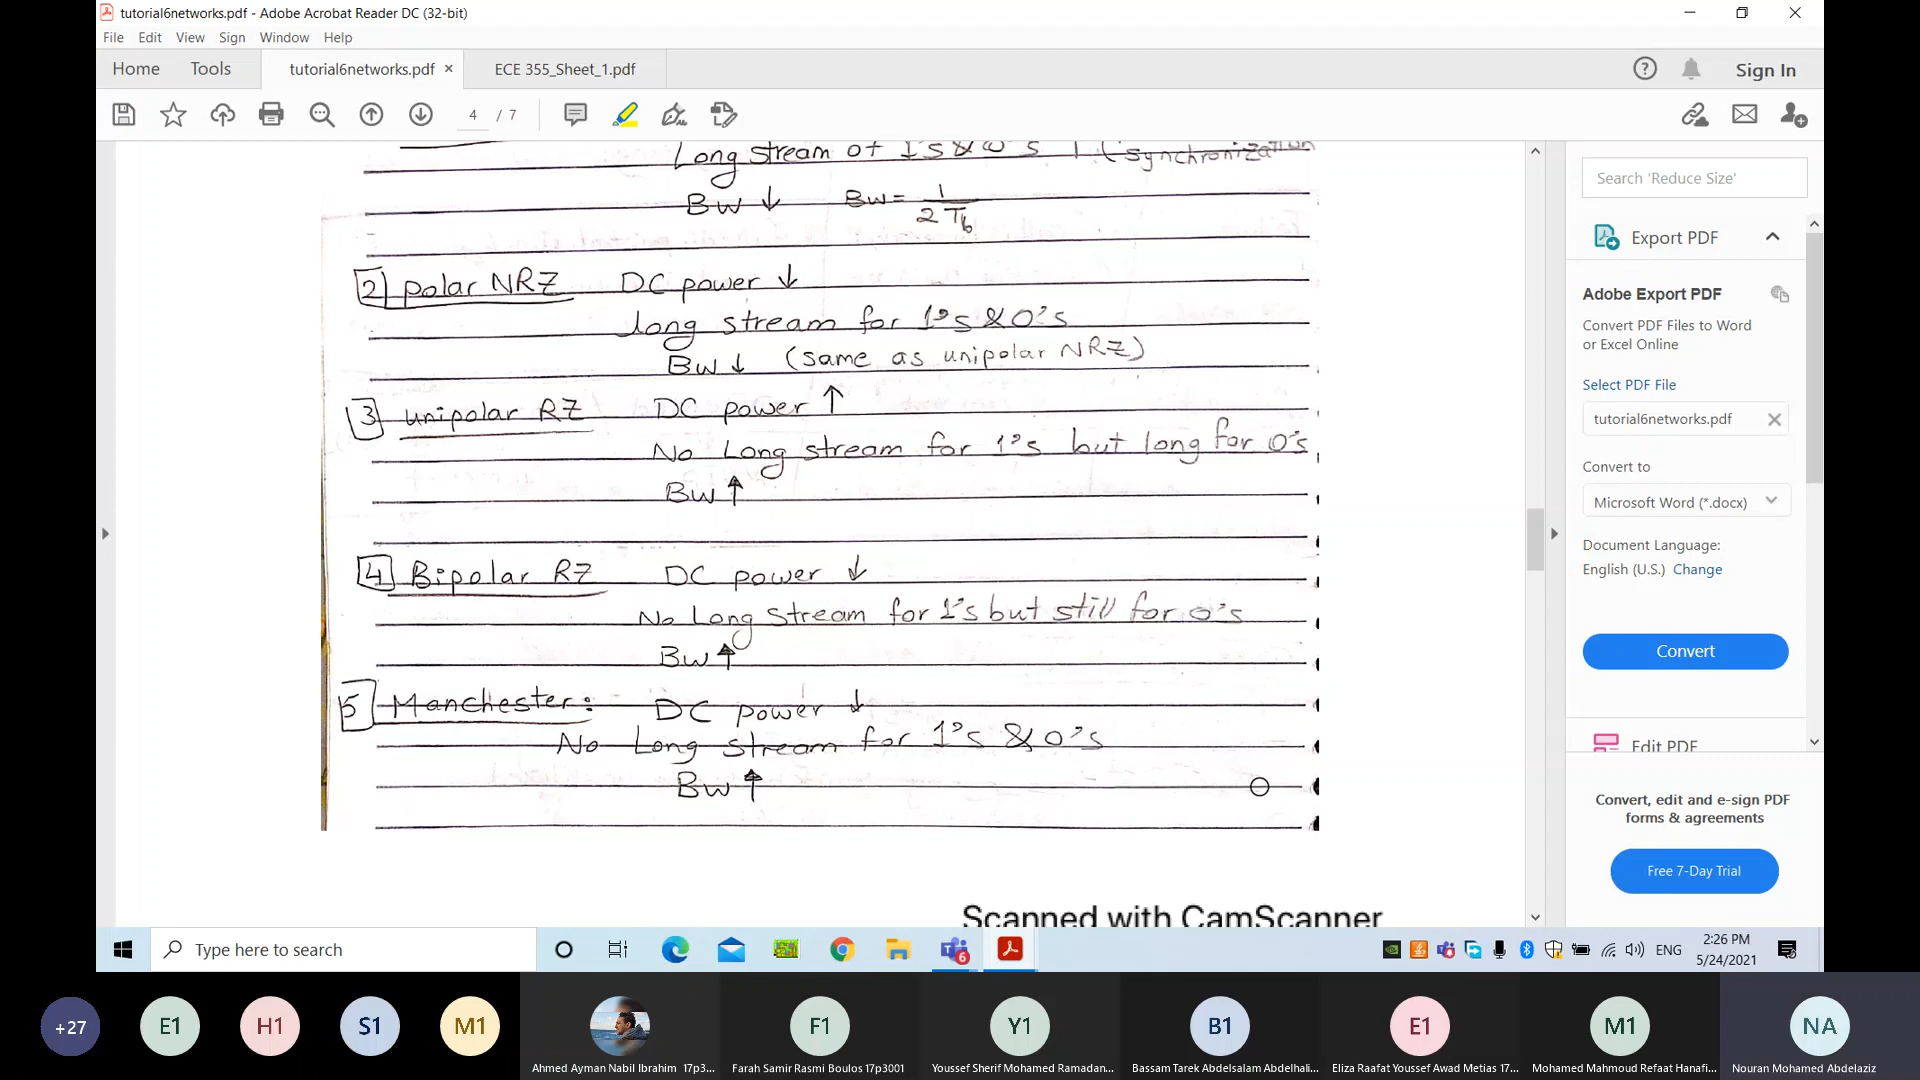 tutorial6networks.pdf - Adobe Acrobat Reader DC (32-bit)
File Edit View Sign Window Help
Home Tools tutorial6networks.pdf × ECE 355_Sheet_1.pdf Sign In
4 / 7
Long stream of 1's & 0's (synchronization
BW ↓ BW = 1/2Tb
2 polar NRZ DC power ↓
long stream for 1's & 0's
BW ↓ (same as unipolar NRZ)
3 unipolar RZ DC power ↑
No Long stream for 1's but long for 0's
BW ↑
4 Bipolar RZ DC power ↓
No Long stream for 1's but still for 0's
BW ↑
5 Manchester: DC power ↓
No Long stream for 1's & 0's
BW ↑
Scanned with CamScanner
Search 'Reduce Size'
Export PDF
Adobe Export PDF
Convert PDF Files to Word
or Excel Online
Select PDF File
tutorial6networks.pdf
Convert to
Microsoft Word (*.docx)
Document Language:
English (U.S.) Change
Convert
Edit PDF
Convert, edit and e-sign PDF
forms & agreements
Free 7-Day Trial
Type here to search
6
ENG
2:26 PM
5/24/2021
+27 E1 H1 S1 M1 F1 Y1 B1 E1 M1 NA
Ahmed Ayman Nabil Ibrahim 17p3... Farah Samir Rasmi Boulos 17p3001 Youssef Sherif Mohamed Ramadan... Bassam Tarek Abdelsalam Abdelhali... Eliza Raafat Youssef Awad Metias 17... Mohamed Mahmoud Refaat Hanafi... Nouran Mohamed Abdelaziz